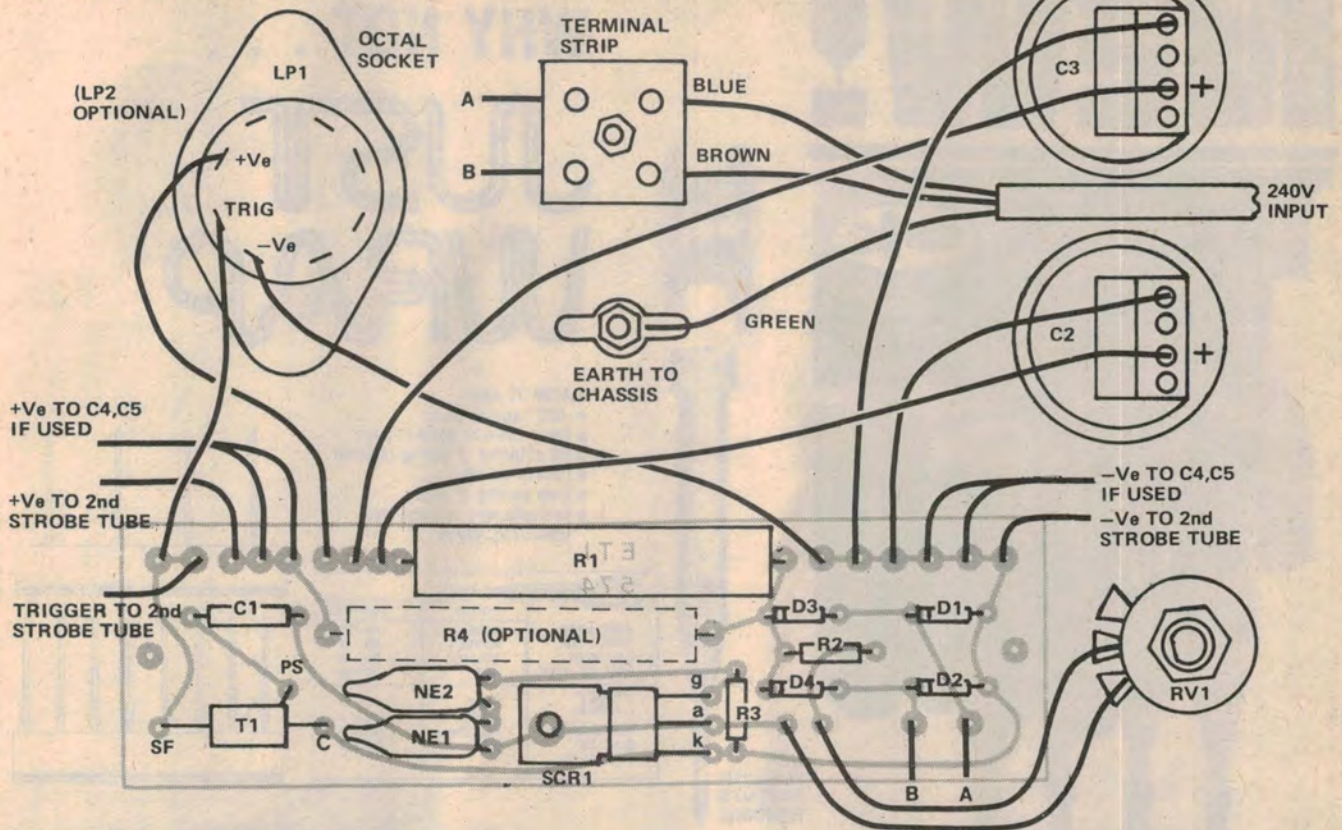 OCTAL
SOCKET
LP1
(LP2
OPTIONAL)
+Ve
TRIG
-Ve
TERMINAL
STRIP
A
B
BLUE
BROWN
C3
+
240V
INPUT
GREEN
EARTH TO
CHASSIS
C2
+
+Ve TO C4,C5
IF USED
+Ve TO 2nd
STROBE TUBE
-Ve TO C4,C5
IF USED
-Ve TO 2nd
STROBE TUBE
R1
ETI
574
TRIGGER TO 2nd
STROBE TUBE
C1
R4 (OPTIONAL)
D3
D1
R2
PS
NE2
g
D4
D2
RV1
SF
T1
C
NE1
a
R3
k
SCR1
B
A